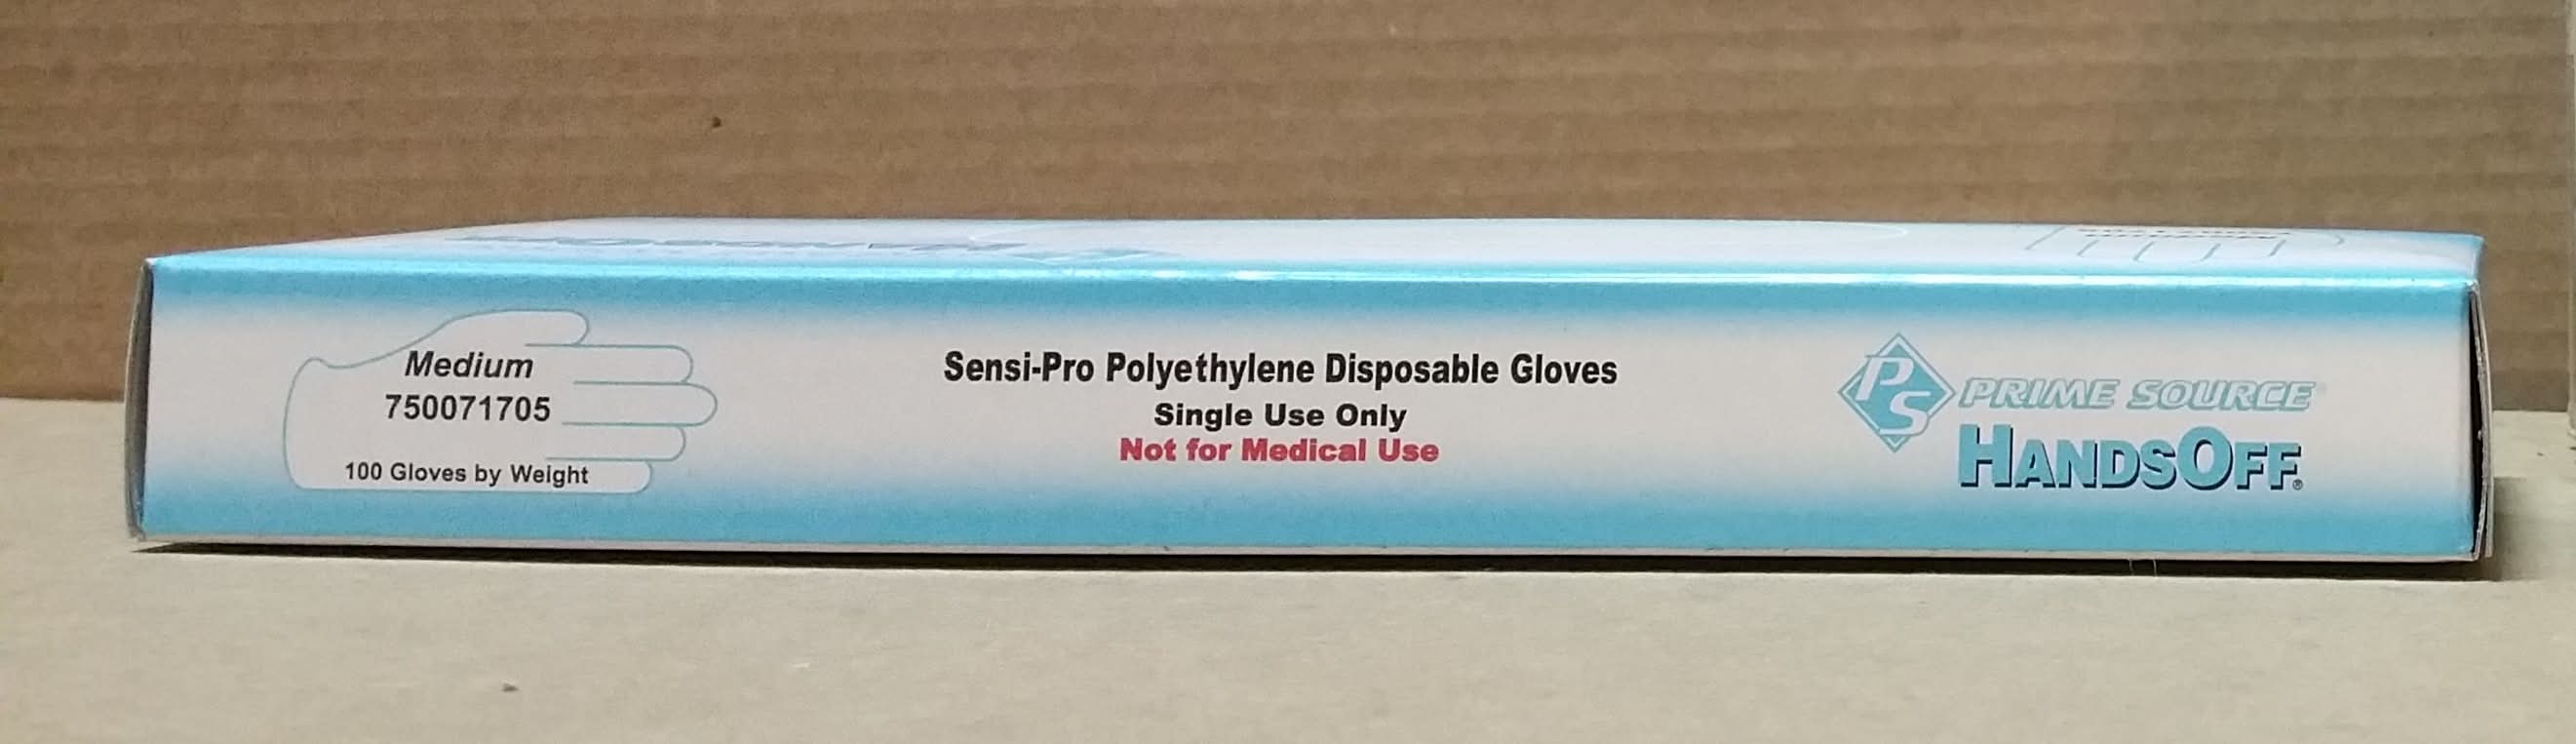 Medium
750071705
100 Gloves by Weight
Sensi-Pro Polyethylene Disposable Gloves
Single Use Only
Not for Medical Use
PS
PRIME SOURCE®
HANDSOFF®